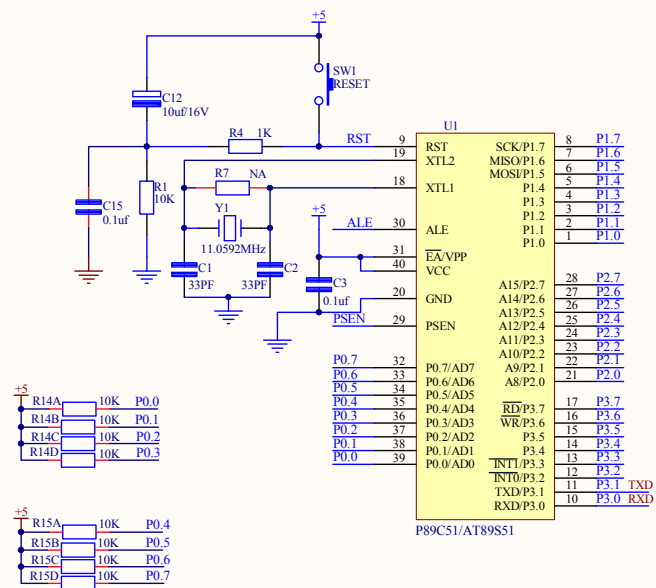 +5
SW1
RESET
C12
10uf/16V
U1
R4 1K
RST
9 RST
19 XTL2
R7 NA
18 XTL1
R1
10K
C15
0.1uf
Y1
11.0592MHz
+5
ALE
30 ALE
31 EA/VPP
40 VCC
C1
33PF
C2
33PF
C3
0.1uf
20 GND
PSEN
29 PSEN
P0.7 32 P0.7/AD7
P0.6 33 P0.6/AD6
P0.5 34 P0.5/AD5
P0.4 35 P0.4/AD4
P0.3 36 P0.3/AD3
P0.2 37 P0.2/AD2
P0.1 38 P0.1/AD1
P0.0 39 P0.0/AD0
SCK/P1.7 8 P1.7
MISO/P1.6 7 P1.6
MOSI/P1.5 6 P1.5
P1.4 5 P1.4
P1.3 4 P1.3
P1.2 3 P1.2
P1.1 2 P1.1
P1.0 1 P1.0
A15/P2.7 28 P2.7
A14/P2.6 27 P2.6
A13/P2.5 26 P2.5
A12/P2.4 25 P2.4
A11/P2.3 24 P2.3
A10/P2.2 23 P2.2
A9/P2.1 22 P2.1
A8/P2.0 21 P2.0
RD/P3.7 17 P3.7
WR/P3.6 16 P3.6
P3.5 15 P3.5
P3.4 14 P3.4
INT1/P3.3 13 P3.3
INT0/P3.2 12 P3.2
TXD/P3.1 11 P3.1 TXD
RXD/P3.0 10 P3.0 RXD
P89C51/AT89S51
+5
R14A 10K P0.0
R14B 10K P0.1
R14C 10K P0.2
R14D 10K P0.3
+5
R15A 10K P0.4
R15B 10K P0.5
R15C 10K P0.6
R15D 10K P0.7